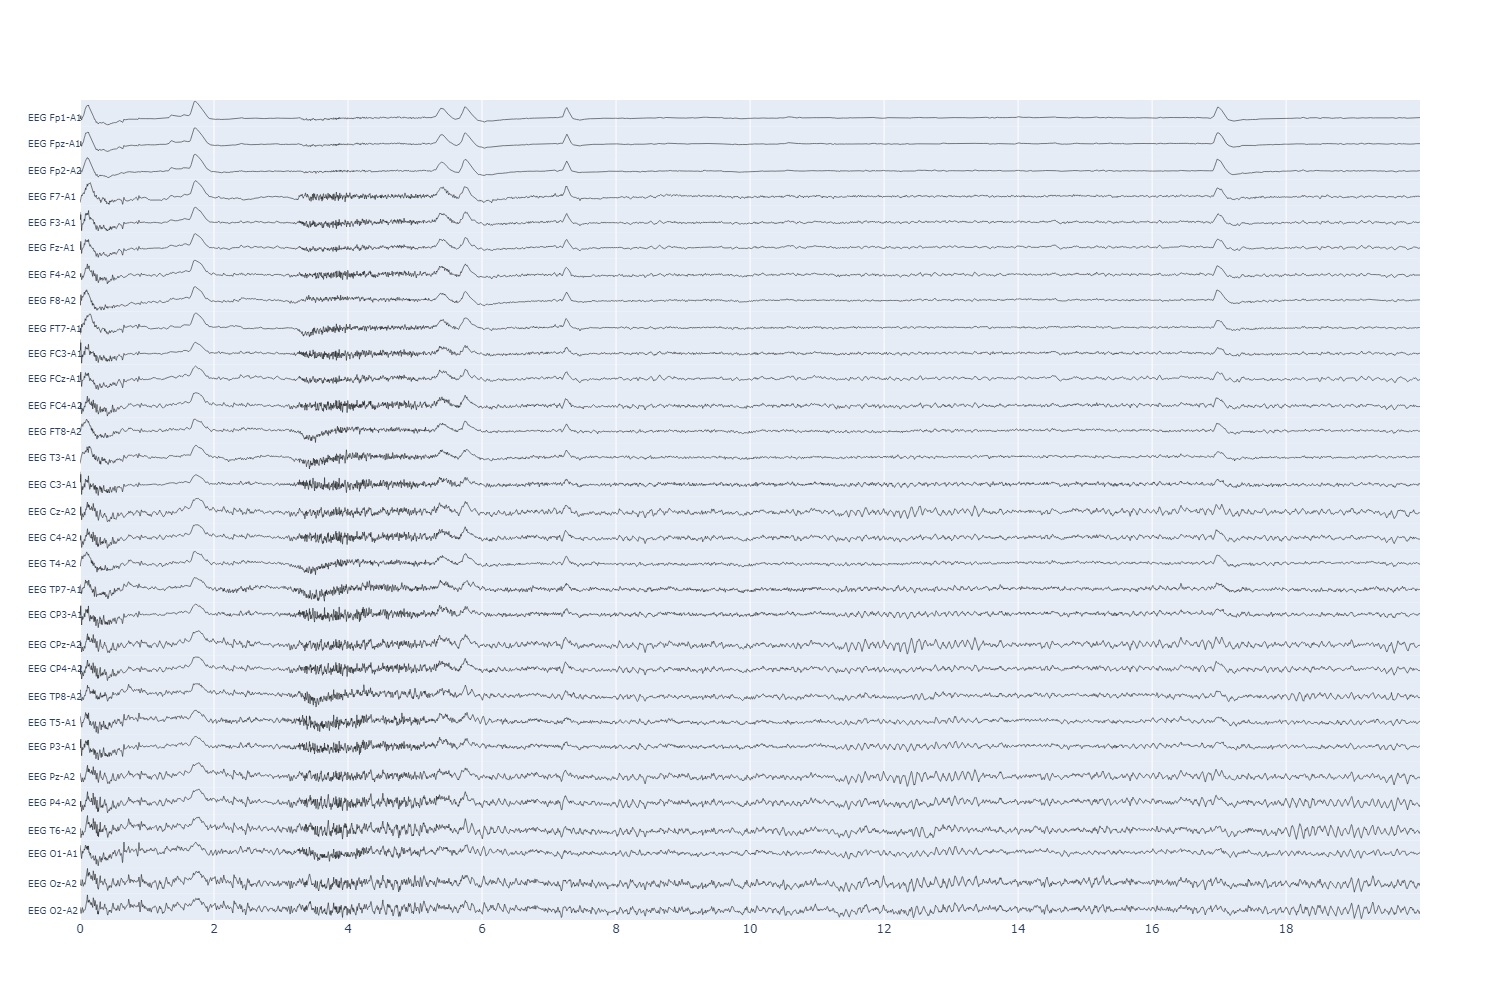 EEG Fp1-A1
EEG Fpz-A1
EEG Fp2-A2
EEG F7-A1
EEG F3-A1
EEG Fz-A1
EEG F4-A2
EEG F8-A2
EEG FT7-A1
EEG FC3-A1
EEG FCz-A1
EEG FC4-A2
EEG FT8-A2
EEG T3-A1
EEG C3-A1
EEG Cz-A2
EEG C4-A2
EEG T4-A2
EEG TP7-A1
EEG CP3-A1
EEG CPz-A2
EEG CP4-A2
EEG TP8-A2
EEG T5-A1
EEG P3-A1
EEG Pz-A2
EEG P4-A2
EEG T6-A2
EEG O1-A1
EEG Oz-A2
EEG O2-A2
0 2 4 6 8 10 12 14 16 18